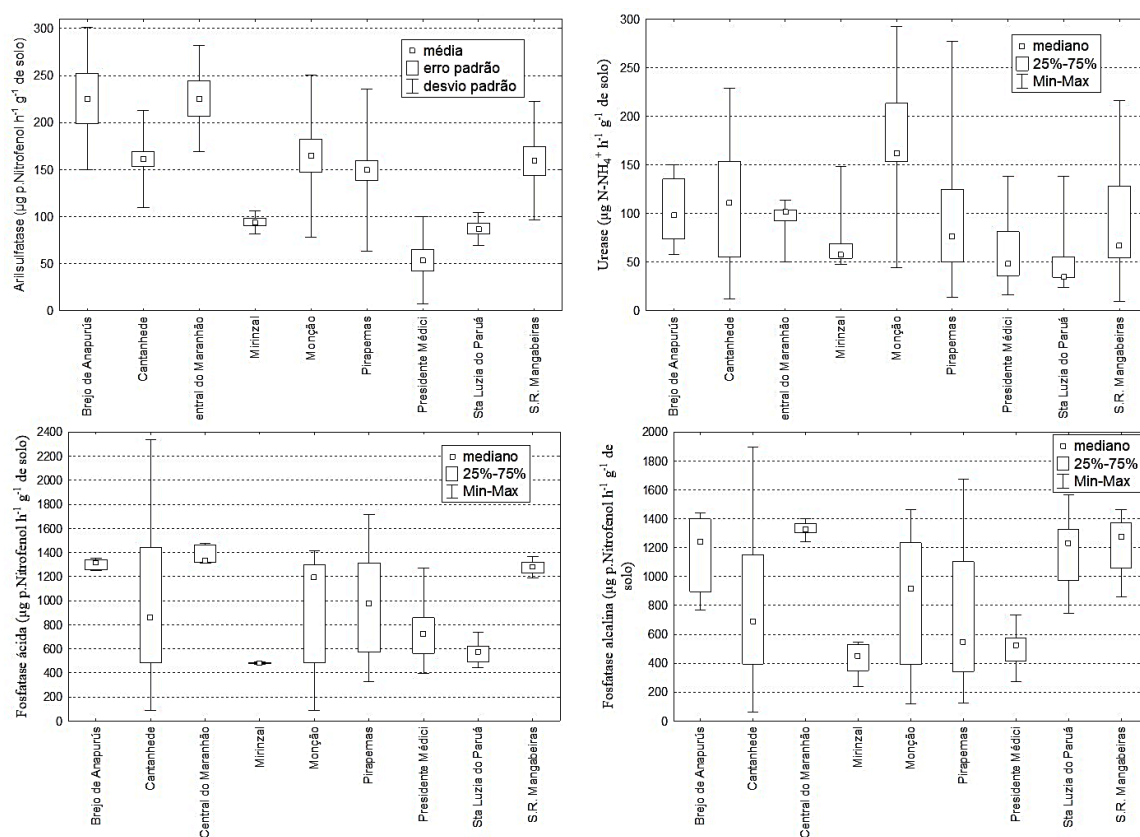 Arilsulfatase (µg p.Nitrofenol h⁻¹ g⁻¹ de solo)
300
250
200
150
100
50
0
média
erro padrão
desvio padrão
Brejo de Anapurús
Cantanhede
entral do Maranhão
Mirinzal
Monção
Pirapemas
Presidente Médici
Sta Luzia do Paruá
S.R. Mangabeiras
Urease (µg N-NH₄⁺ h⁻¹ g⁻¹ de solo)
300
250
200
150
100
50
0
mediano
25%-75%
Min-Max
Brejo de Anapurús
Cantanhede
Central do Maranhão
Mirinzal
Monção
Pirapemas
Presidente Médici
Sta Luzia do Paruá
S.R. Mangabeiras
Fosfatase ácida (µg p.Nitrofenol h⁻¹ g⁻¹ de solo)
2400
2200
2000
1800
1600
1400
1200
1000
800
600
400
200
0
mediano
25%-75%
Min-Max
Brejo de Anapurús
Cantanhede
Central do Maranhão
Mirinzal
Monção
Pirapemas
Presidente Médici
Sta Luzia do Paruá
S.R. Mangabeiras
Fosfatase alcalina (µg p.Nitrofenol h⁻¹ g⁻¹ de
solo)
2000
1800
1600
1400
1200
1000
800
600
400
200
0
mediano
25%-75%
Min-Max
Brejo de Anapurús
Cantanhede
Central do Maranhão
Mirinzal
Monção
Pirapemas
Presidente Médici
Sta Luzia do Paruá
S.R. Mangabeiras